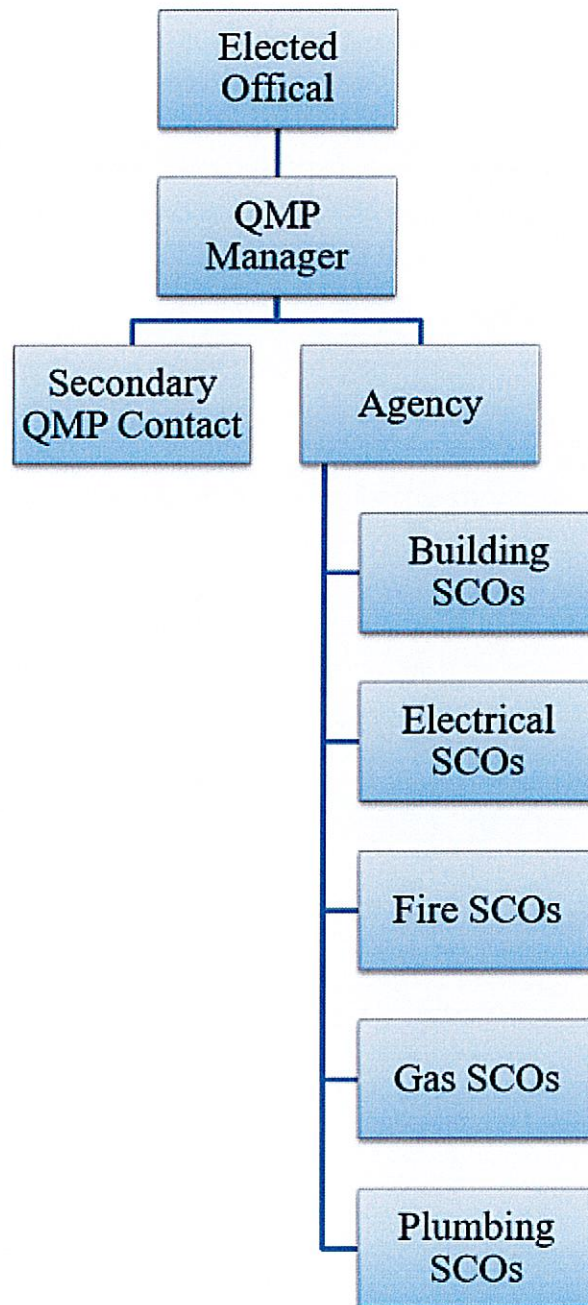 Elected
Offical
QMP
Manager
Secondary
QMP Contact
Agency
Building
SCOs
Electrical
SCOs
Fire SCOs
Gas SCOs
Plumbing
SCOs